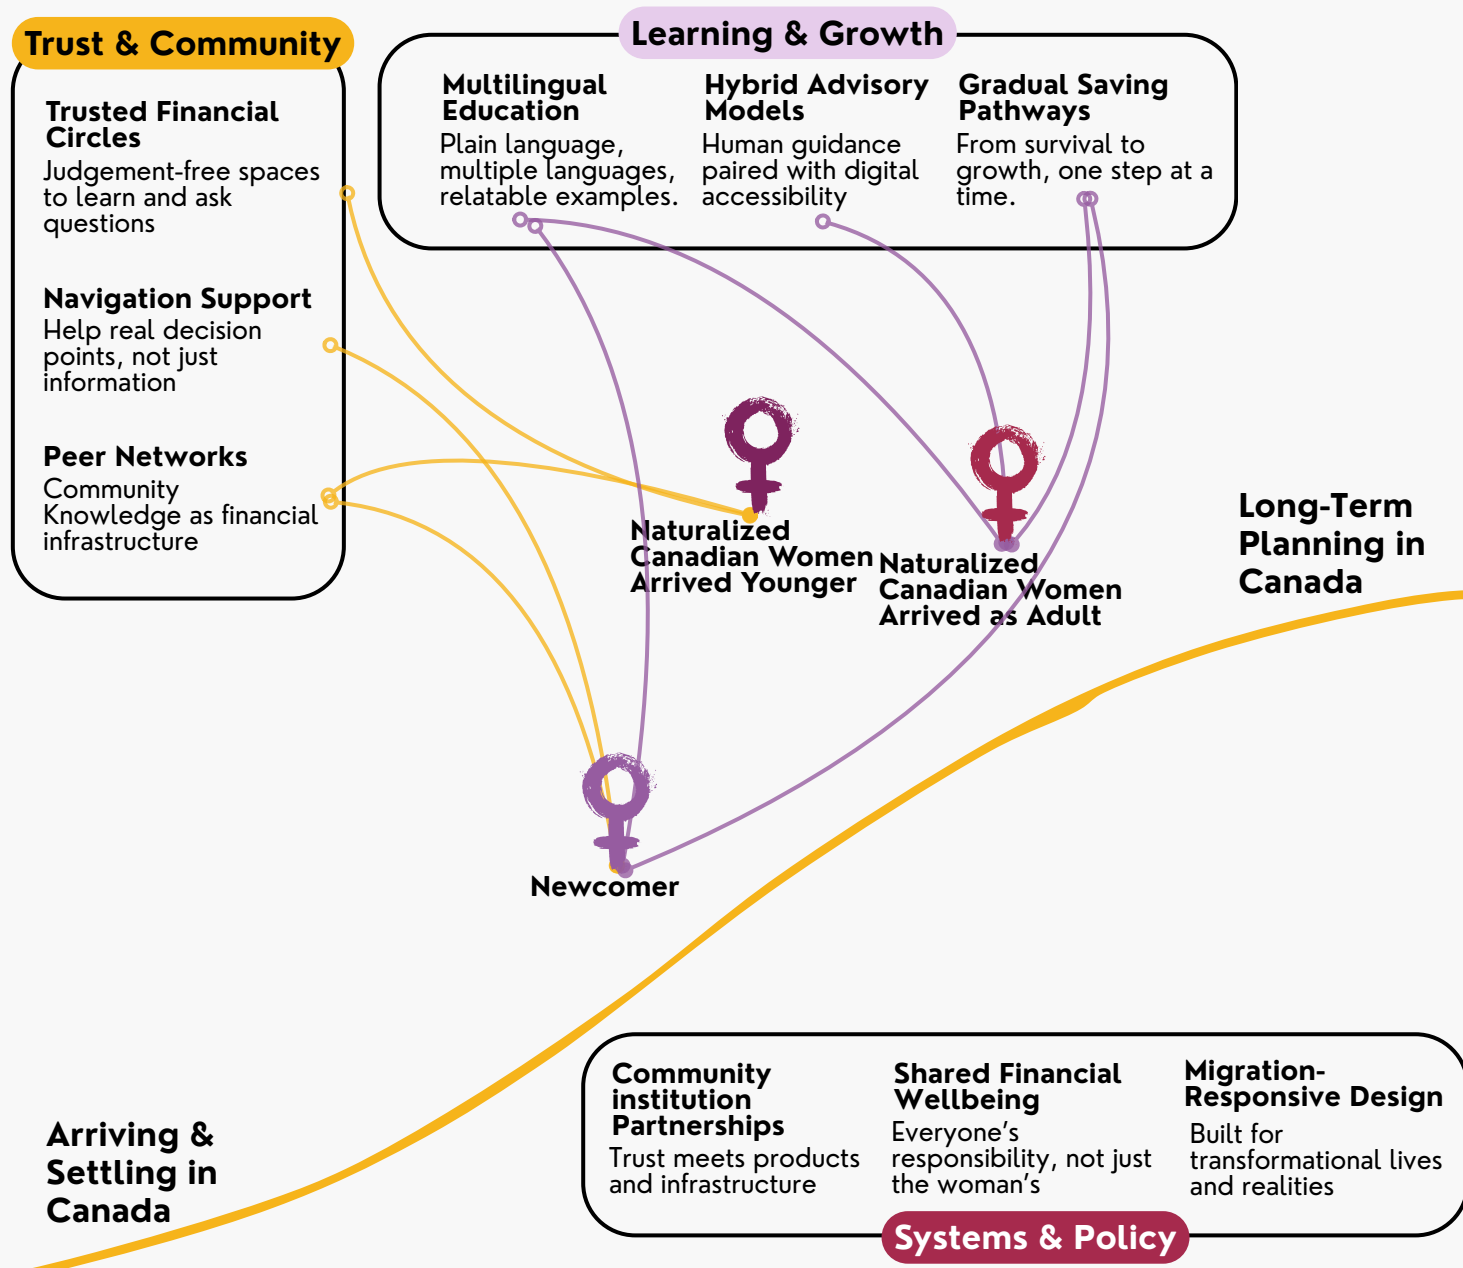 Trust & Community
Trusted Financial
Circles
Judgement-free spaces
to learn and ask
questions
Navigation Support
Help real decision
points, not just
information
Peer Networks
Community
Knowledge as financial
infrastructure
Learning & Growth
Multilingual
Education
Plain language,
multiple languages,
relatable examples.
Hybrid Advisory
Models
Human guidance
paired with digital
accessibility
Gradual Saving
Pathways
From survival to
growth, one step at a
time.
Naturalized
Canadian Women
Arrived Younger
Naturalized
Canadian Women
Arrived as Adult
Long-Term
Planning in
Canada
Newcomer
Arriving &
Settling in
Canada
Community
institution
Partnerships
Trust meets products
and infrastructure
Shared Financial
Wellbeing
Everyone's
responsibility, not just
the woman's
Migration-
Responsive Design
Built for
transformational lives
and realities
Systems & Policy